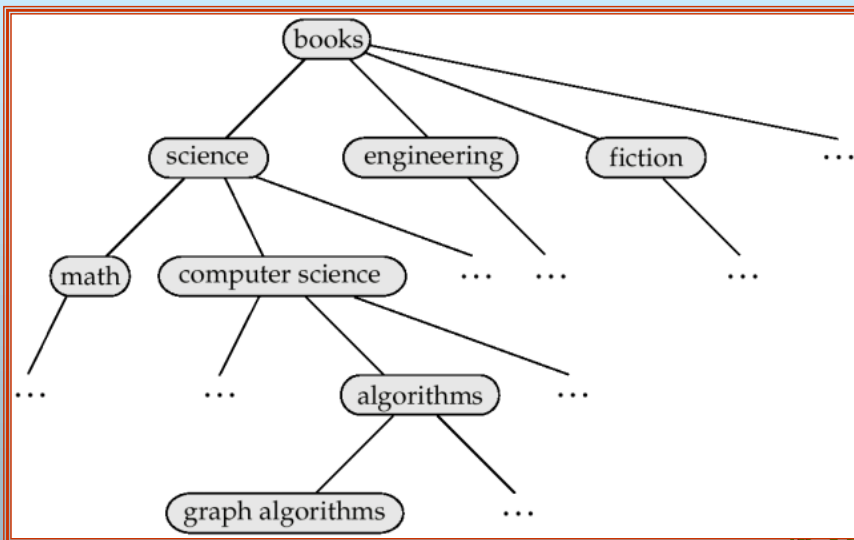 books
science engineering fiction ...
math computer science ... ... ...
... ... algorithms ...
graph algorithms ...